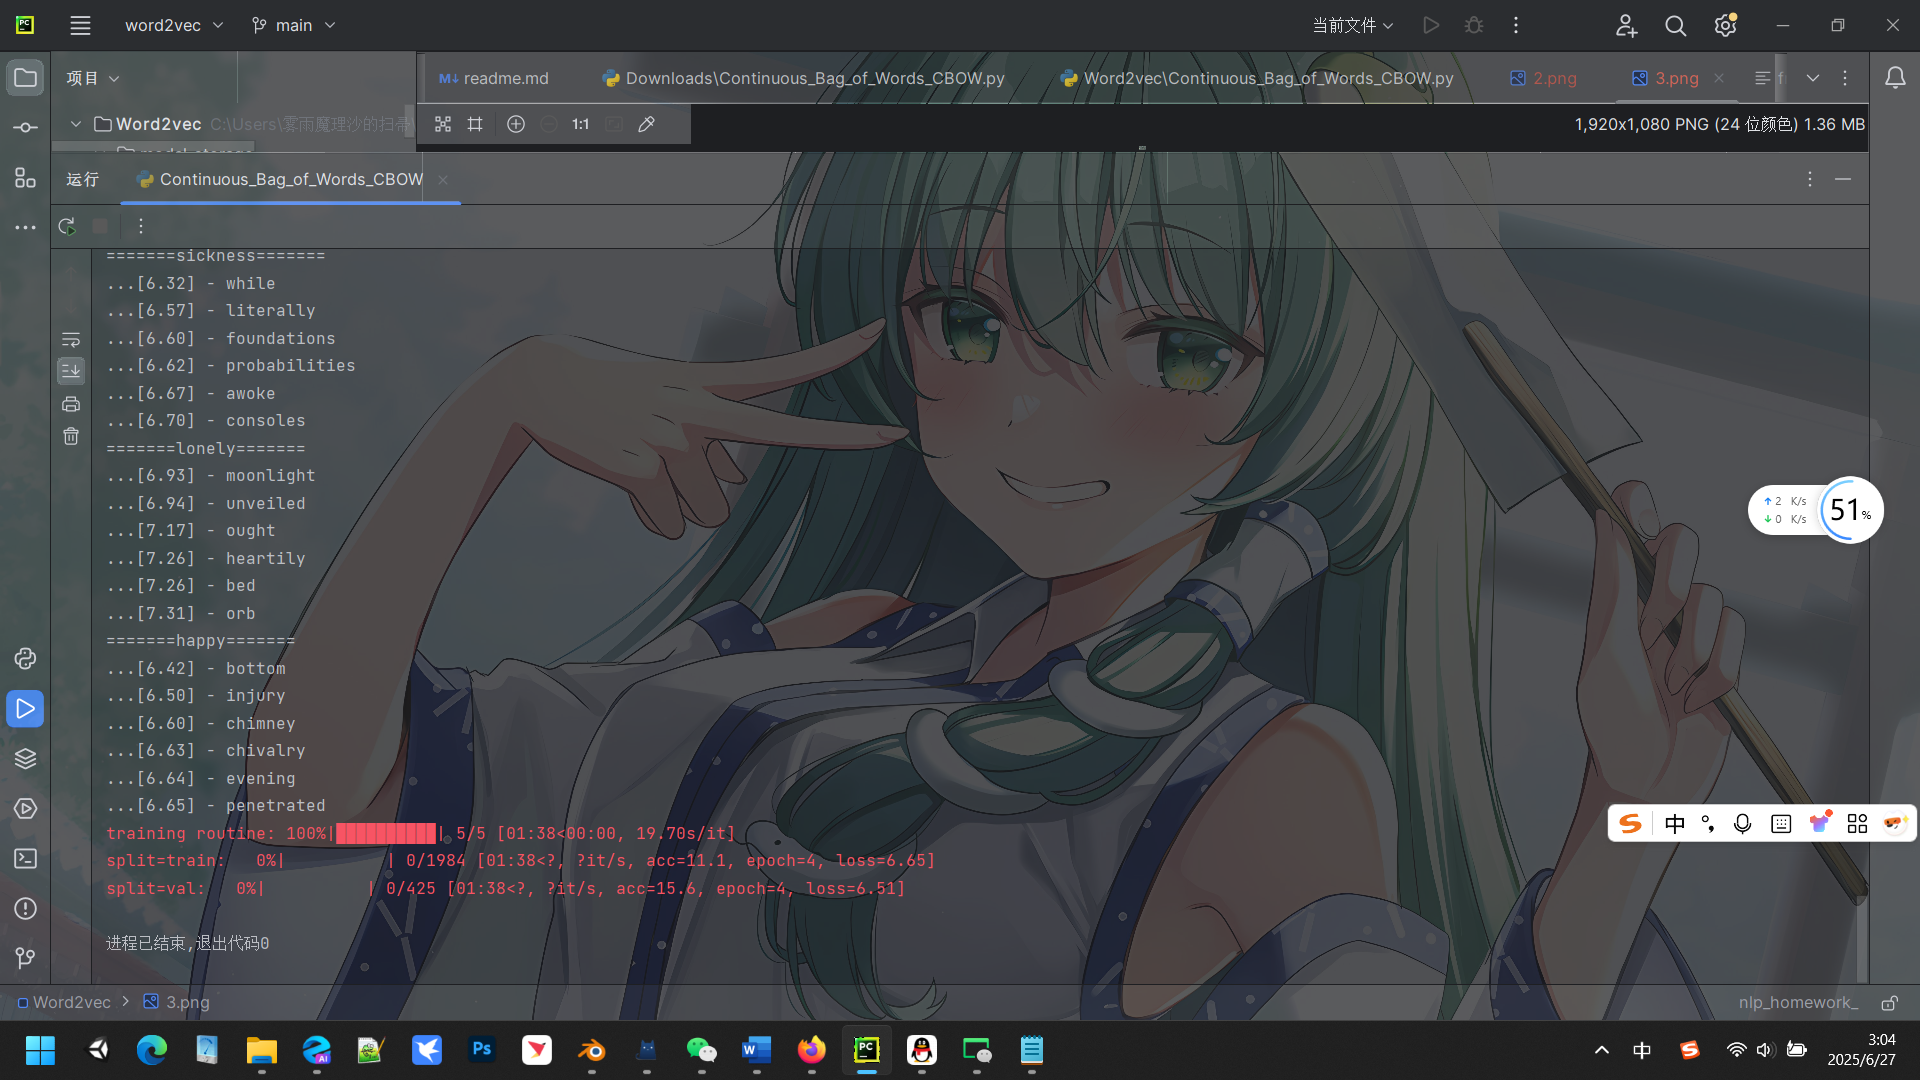 word2vec
main
当前文件
项目
readme.md
Downloads\Continuous_Bag_of_Words_CBOW.py
Word2vec\Continuous_Bag_of_Words_CBOW.py
2.png
3.png
Word2vec C:\Users\雾雨魔理沙的扫帚\
1:1
1,920x1,080 PNG (24 位颜色) 1.36 MB
运行
Continuous_Bag_of_Words_CBOW
=======sickness=======
...[6.32] - while
...[6.57] - literally
...[6.60] - foundations
...[6.62] - probabilities
...[6.67] - awoke
...[6.70] - consoles
=======lonely=======
...[6.93] - moonlight
...[6.94] - unveiled
...[7.17] - ought
...[7.26] - heartily
...[7.26] - bed
...[7.31] - orb
=======happy=======
...[6.42] - bottom
...[6.50] - injury
...[6.60] - chimney
...[6.63] - chivalry
...[6.64] - evening
...[6.65] - penetrated
training routine: 100%|██████████| 5/5 [01:38<00:00, 19.70s/it]
split=train:   0%|          | 0/1984 [01:38<?, ?it/s, acc=11.1, epoch=4, loss=6.65]
split=val:   0%|          | 0/425 [01:38<?, ?it/s, acc=15.6, epoch=4, loss=6.51]
进程已结束,退出代码0
2 K/s
0 K/s
51%
中
Word2vec
3.png
nlp_homework_
中
3:04
2025/6/27